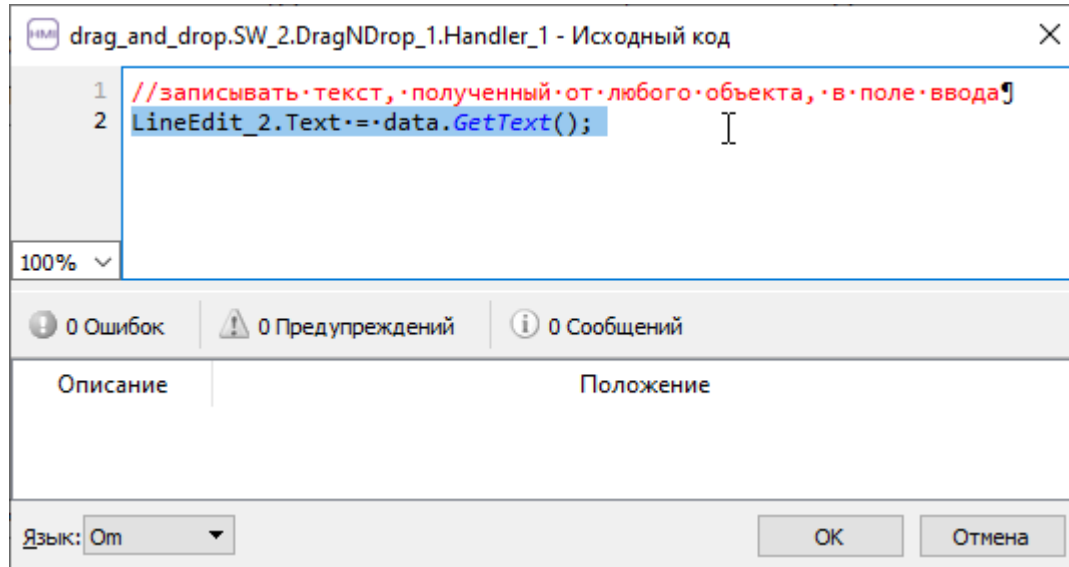 HMI drag_and_drop.SW_2.DragNDrop_1.Handler_1 - Исходный код
1 //записывать·текст,·полученный·от·любого·объекта,·в·поле·ввода¶
2 LineEdit_2.Text·=·data.GetText();
100%
0 Ошибок 0 Предупреждений 0 Сообщений
Описание Положение
Язык: Om OK Отмена